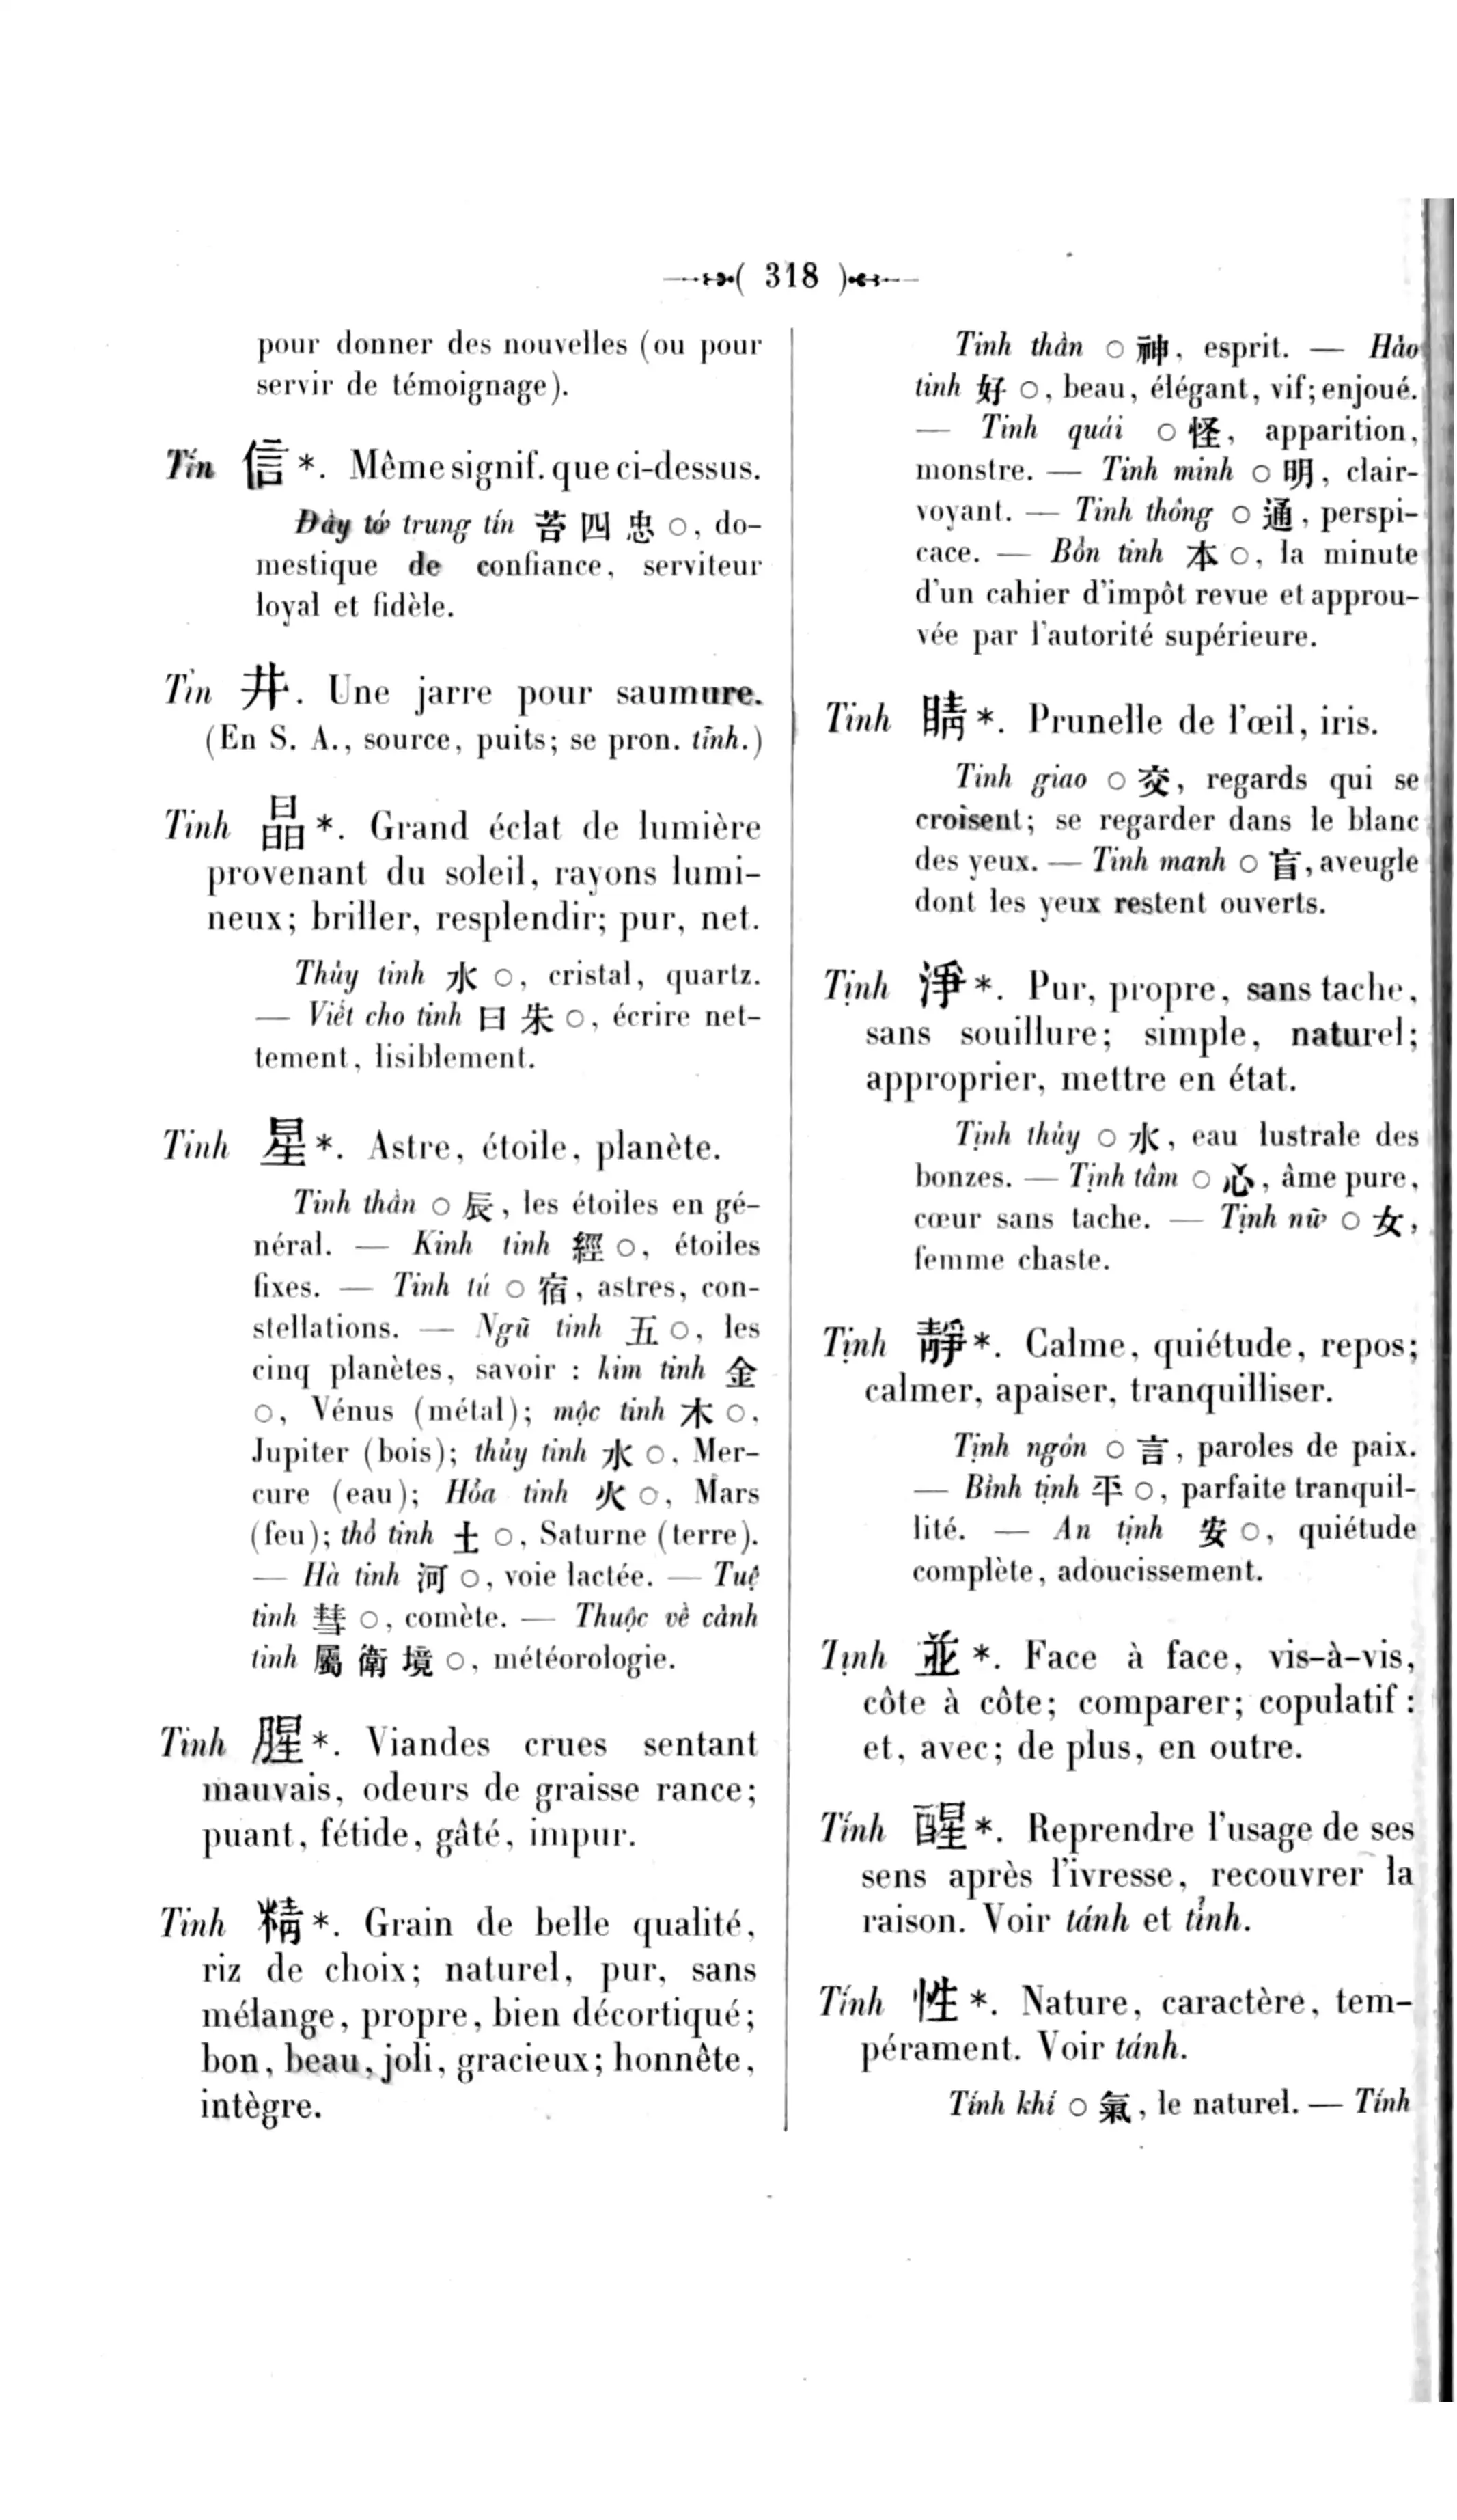 ( 318 )
pour donner des nouvelles (ou pour
servir de témoignage).
Tín 信 *. Même signif. que ci-dessus.
Đầy tớ trung tín 苔 四 忠 ○, do-
mestique de confiance, serviteur
loyal et fidèle.
Tìn 井. Une jarre pour saumure.
(En S. A., source, puits; se pron. tỉnh.)
Tinh 晶 *. Grand éclat de lumière
provenant du soleil, rayons lumi-
neux; briller, resplendir; pur, net.
Thủy tinh 水 ○, cristal, quartz.
— Viết cho tinh 曰 朱 ○, écrire net-
tement, lisiblement.
Tinh 星 *. Astre, étoile, planète.
Tinh thần ○ 辰, les étoiles en gé-
néral. — Kinh tinh 經 ○, étoiles
fixes. — Tinh tú ○ 宿, astres, con-
stellations. — Ngũ tinh 五 ○, les
cinq planètes, savoir : kim tinh 金
○, Vénus (métal); mộc tinh 木 ○,
Jupiter (bois); thủy tinh 水 ○, Mer-
cure (eau); Hỏa tinh 火 ○, Mars
(feu); thổ tinh 土 ○, Saturne (terre).
— Hà tinh 河 ○, voie lactée. — Tuệ
tinh 彗 ○, comète. — Thuộc về cảnh
tinh 屬 衛 境 ○, météorologie.
Tinh 腥 *. Viandes crues sentant
mauvais, odeurs de graisse rance;
puant, fétide, gâté, impur.
Tinh 精 *. Grain de belle qualité,
riz de choix; naturel, pur, sans
mélange, propre, bien décortiqué;
bon, beau, joli, gracieux; honnête,
intègre.
Tinh thần ○ 神, esprit. — Hảo
tinh 好 ○, beau, élégant, vif; enjoué.
— Tinh quái ○ 怪, apparition,
monstre. — Tinh minh ○ 明, clair-
voyant. — Tinh thông ○ 通, perspi-
cace. — Bổn tinh 本 ○, la minute
d'un cahier d'impôt revue et approu-
vée par l'autorité supérieure.
Tinh 睛 *. Prunelle de l'œil, iris.
Tinh giao ○ 交, regards qui se
croisent; se regarder dans le blanc
des yeux. — Tinh manh ○ 盲, aveugle
dont les yeux restent ouverts.
Tịnh 淨 *. Pur, propre, sans tache,
sans souillure; simple, naturel;
approprier, mettre en état.
Tịnh thủy ○ 水, eau lustrale des
bonzes. — Tịnh tâm ○ 心, âme pure,
cœur sans tache. — Tịnh nữ ○ 女,
femme chaste.
Tịnh 靜 *. Calme, quiétude, repos;
calmer, apaiser, tranquilliser.
Tịnh ngôn ○ 言, paroles de paix.
— Bình tịnh 平 ○, parfaite tranquil-
lité. — An tịnh 安 ○, quiétude
complète, adoucissement.
Tịnh 並 *. Face à face, vis-à-vis,
côte à côte; comparer; copulatif :
et, avec; de plus, en outre.
Tính 醒 *. Reprendre l'usage de ses
sens après l'ivresse, recouvrer la
raison. Voir tánh et tỉnh.
Tính 性 *. Nature, caractère, tem-
pérament. Voir tánh.
Tính khí ○ 氣, le naturel. — Tính